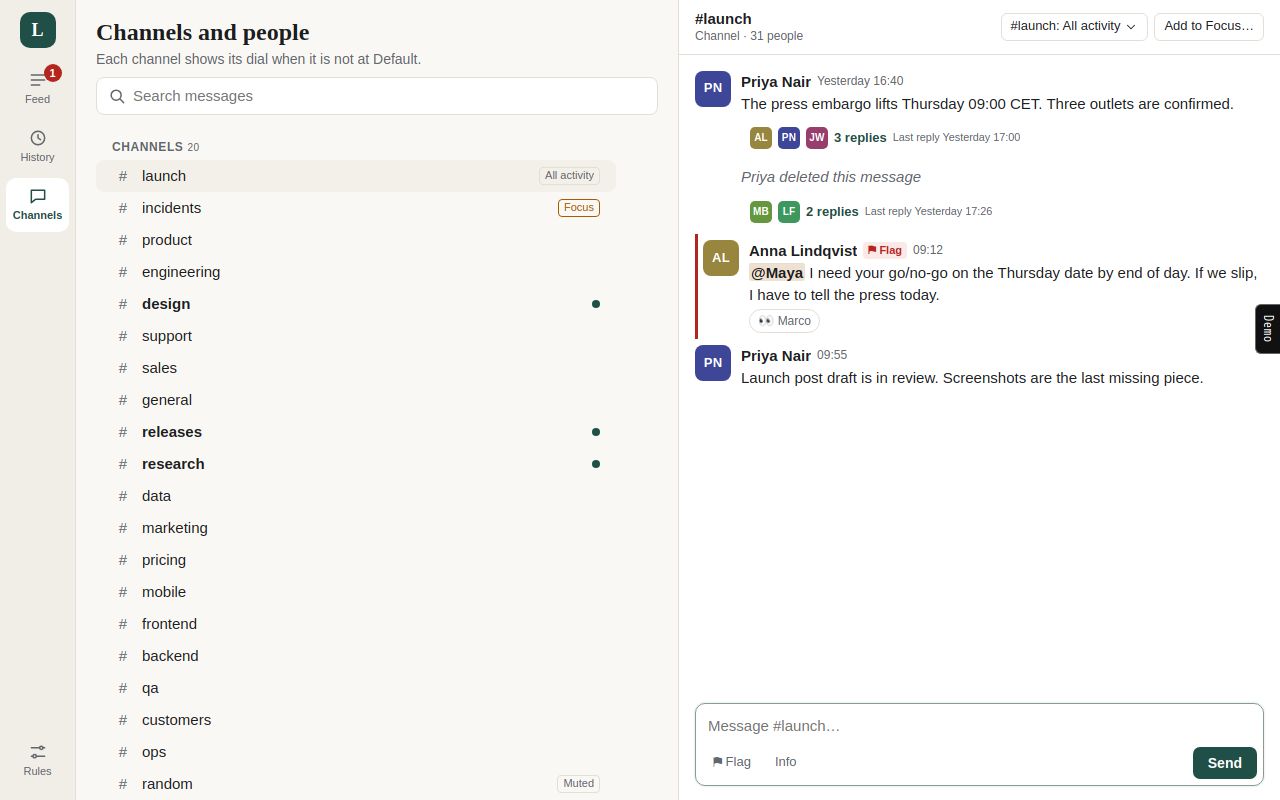 L
1
Feed
History
Channels
Rules
Channels and people
Each channel shows its dial when it is not at Default.
Search messages
CHANNELS 20
# launch All activity
# incidents Focus
# product
# engineering
# design
# support
# sales
# general
# releases
# research
# data
# marketing
# pricing
# mobile
# frontend
# backend
# qa
# customers
# ops
# random Muted
#launch
Channel · 31 people
#launch: All activity
Add to Focus…
PN
Priya Nair Yesterday 16:40
The press embargo lifts Thursday 09:00 CET. Three outlets are confirmed.
AL PN JW 3 replies Last reply Yesterday 17:00
Priya deleted this message
MB LF 2 replies Last reply Yesterday 17:26
AL
Anna Lindqvist Flag 09:12
@Maya I need your go/no-go on the Thursday date by end of day. If we slip,
I have to tell the press today.
👀 Marco
PN
Priya Nair 09:55
Launch post draft is in review. Screenshots are the last missing piece.
Demo
Message #launch…
Flag Info
Send